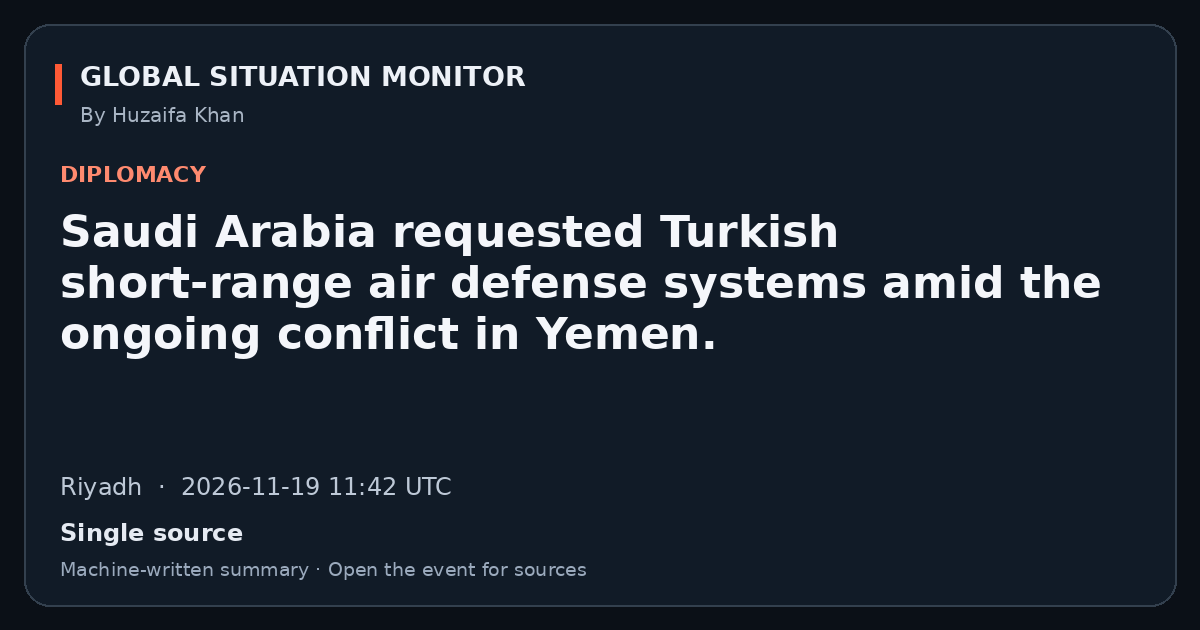 GLOBAL SITUATION MONITOR
By Huzaifa Khan
DIPLOMACY
Saudi Arabia requested Turkish
short-range air defense systems amid the
ongoing conflict in Yemen.
Riyadh · 2026-11-19 11:42 UTC
Single source
Machine-written summary · Open the event for sources